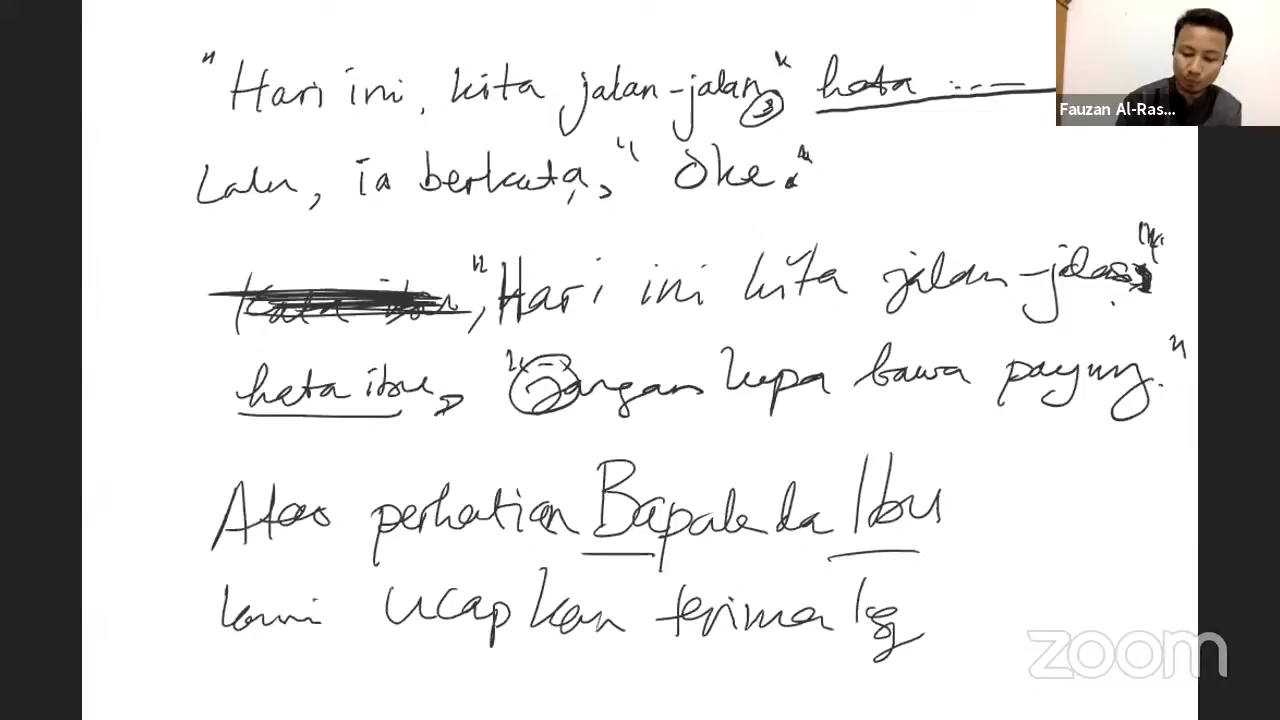 "Hari ini, kita jalan-jalan" kata ....
Fauzan Al-Ras...
Lalu, ia berkata, "Oke."
"Hari ini kita jalan-jalan,"
kata ibu, "Jangan lupa bawa payung."
Atas perhatian Bapak dan Ibu
kami ucapkan terima
zoom